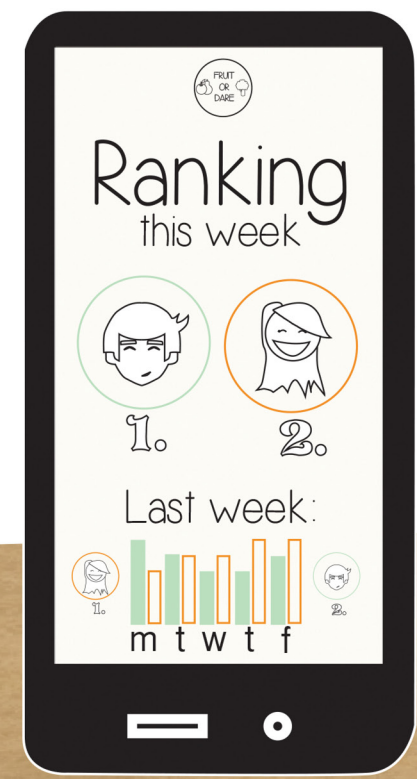 FRUIT
OR
DARE
Ranking
this week
1. 2.
Last week:
1. 2.
m t w t f